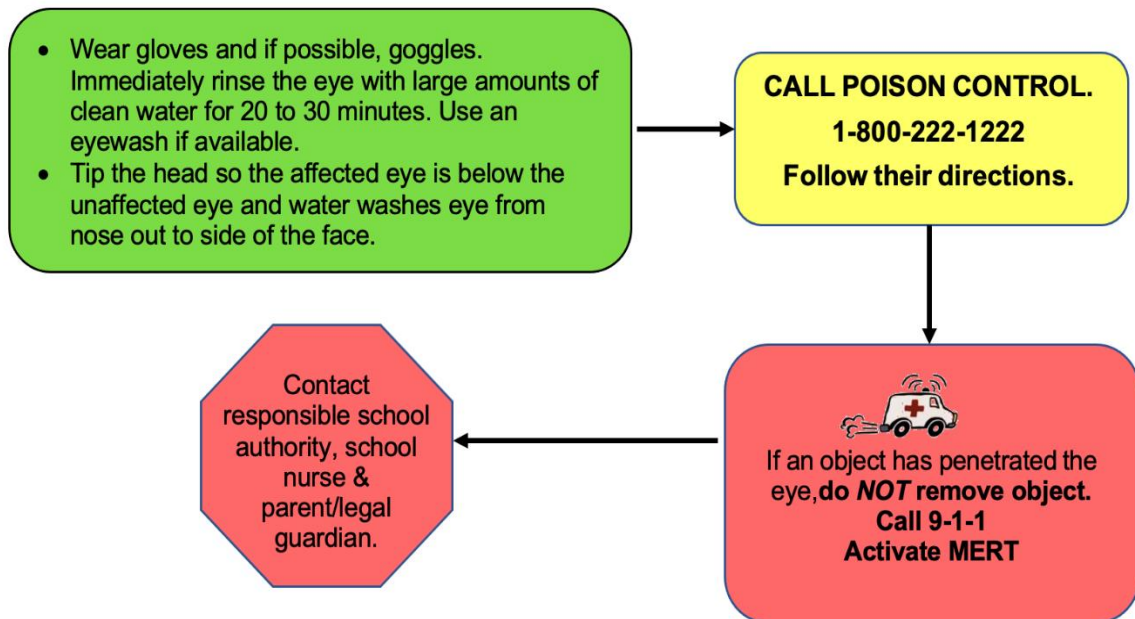 • Wear gloves and if possible, goggles.
Immediately rinse the eye with large amounts of
clean water for 20 to 30 minutes. Use an
eyewash if available.
• Tip the head so the affected eye is below the
unaffected eye and water washes eye from
nose out to side of the face.
CALL POISON CONTROL.
1-800-222-1222
Follow their directions.
If an object has penetrated the
eye,do NOT remove object.
Call 9-1-1
Activate MERT
Contact
responsible school
authority, school
nurse &
parent/legal
guardian.